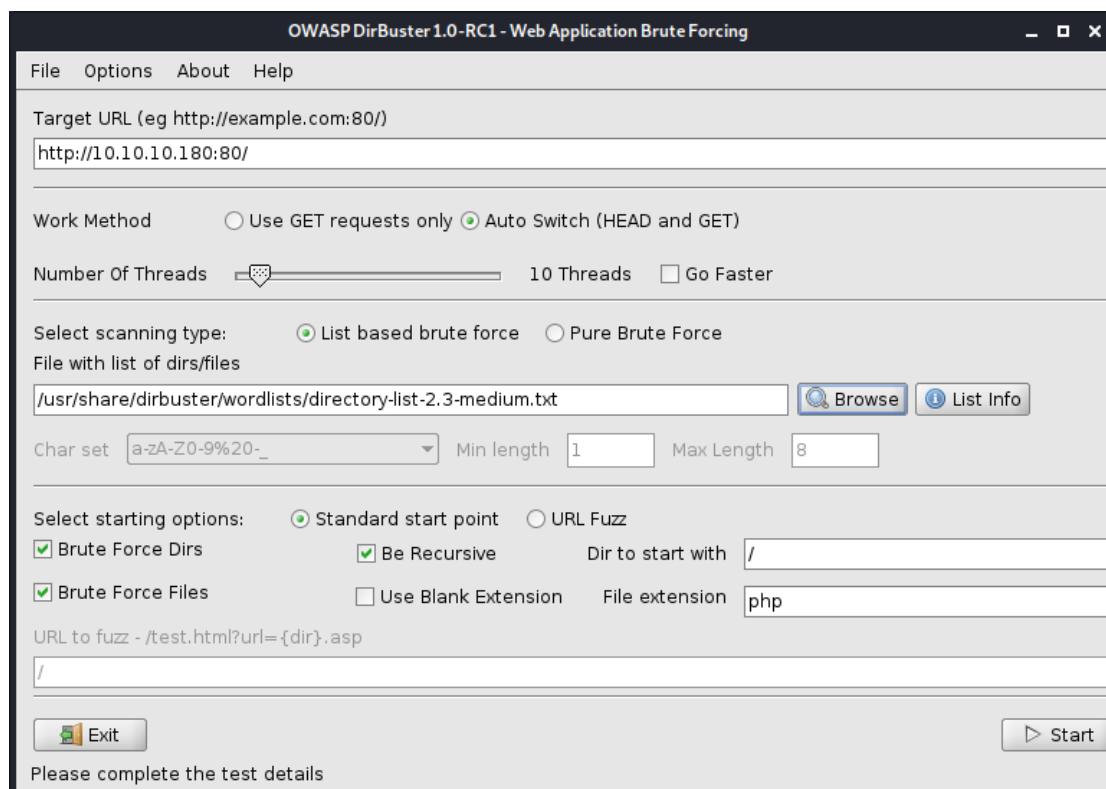 OWASP DirBuster 1.0-RC1 - Web Application Brute Forcing
File Options About Help
Target URL (eg http://example.com:80/)
http://10.10.10.180:80/
Work Method Use GET requests only Auto Switch (HEAD and GET)
Number Of Threads 10 Threads Go Faster
Select scanning type: List based brute force Pure Brute Force
File with list of dirs/files
/usr/share/dirbuster/wordlists/directory-list-2.3-medium.txt Browse List Info
Char set a-zA-Z0-9%20-_ Min length 1 Max Length 8
Select starting options: Standard start point URL Fuzz
Brute Force Dirs Be Recursive Dir to start with /
Brute Force Files Use Blank Extension File extension php
URL to fuzz - /test.html?url={dir}.asp
/
Exit Start
Please complete the test details